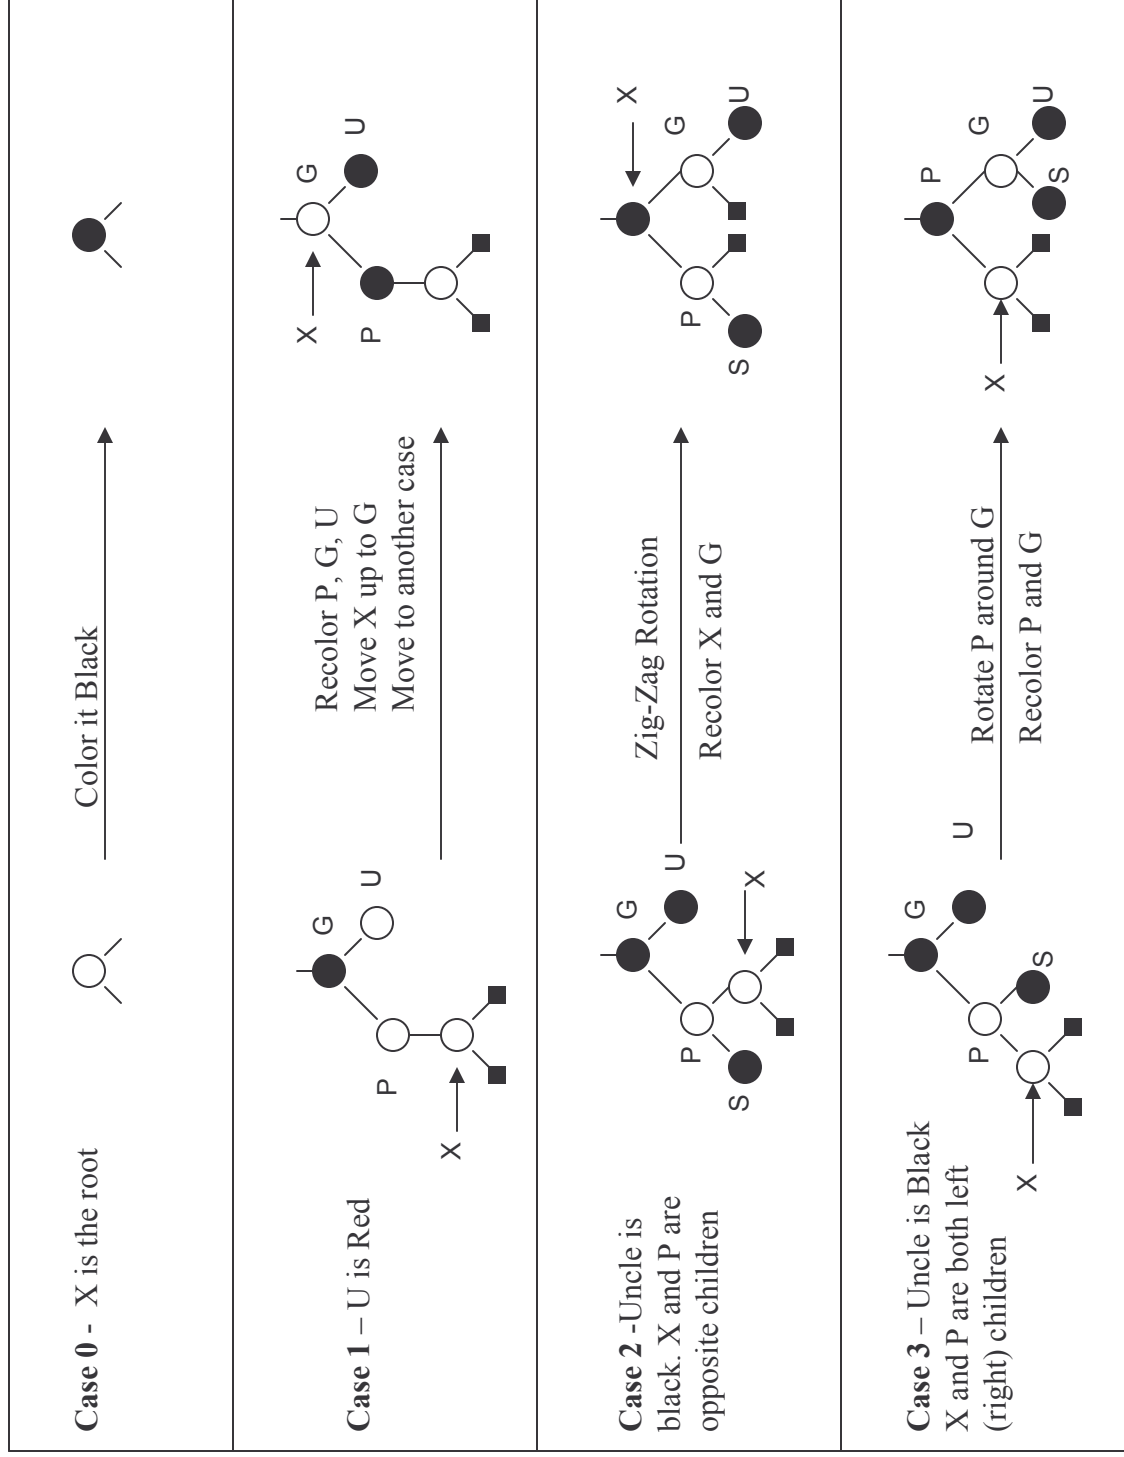 Case 0 - X is the root
Color it Black
Case 1 – U is Red
X
P
G
U
Recolor P, G, U
Move X up to G
Move to another case
X
P
G
U
Case 2 -Uncle is
black. X and P are
opposite children
S
P
G
U
X
Zig-Zag Rotation
Recolor X and G
S
P
X
G
U
Case 3 – Uncle is Black
X and P are both left
(right) children
X
P
S
G
U
Rotate P around G
Recolor P and G
X
P
S
G
U